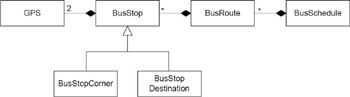 GPS
2
BusStop
*
BusRoute
*
BusSchedule
BusStopCorner
BusStop
Destination